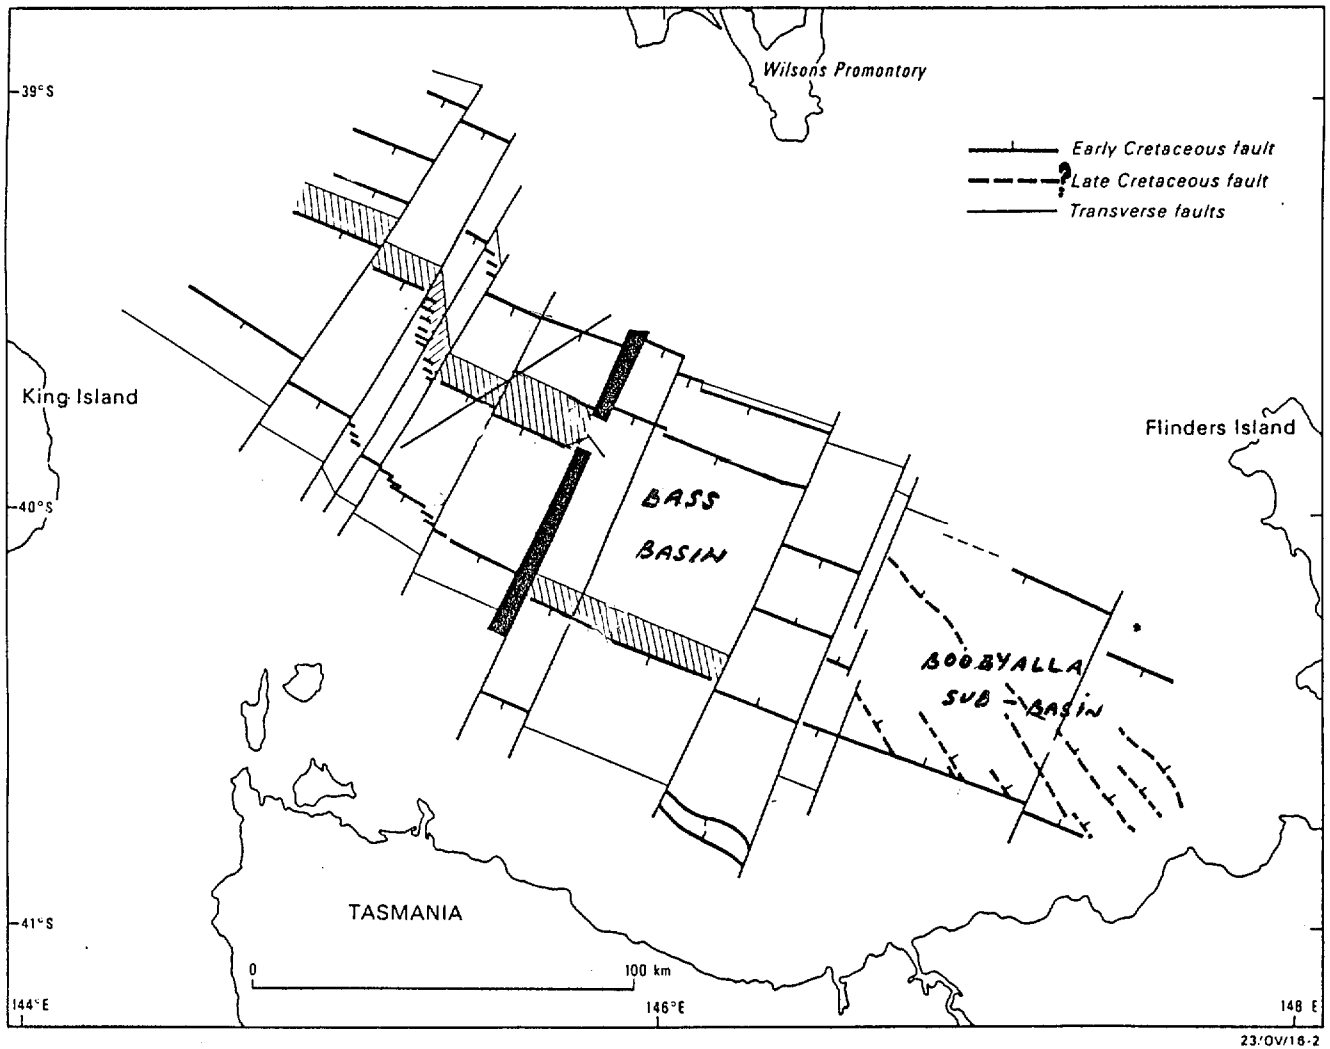 Wilsons Promontory
39°S
Early Cretaceous fault
? Late Cretaceous fault
Transverse faults
King Island
Flinders Island
40°S
BASS
BASIN
BOOBYALLA
SUB - BASIN
TASMANIA
41°S
0 100 km
144°E 146°E 148 E
23/OV/16-2